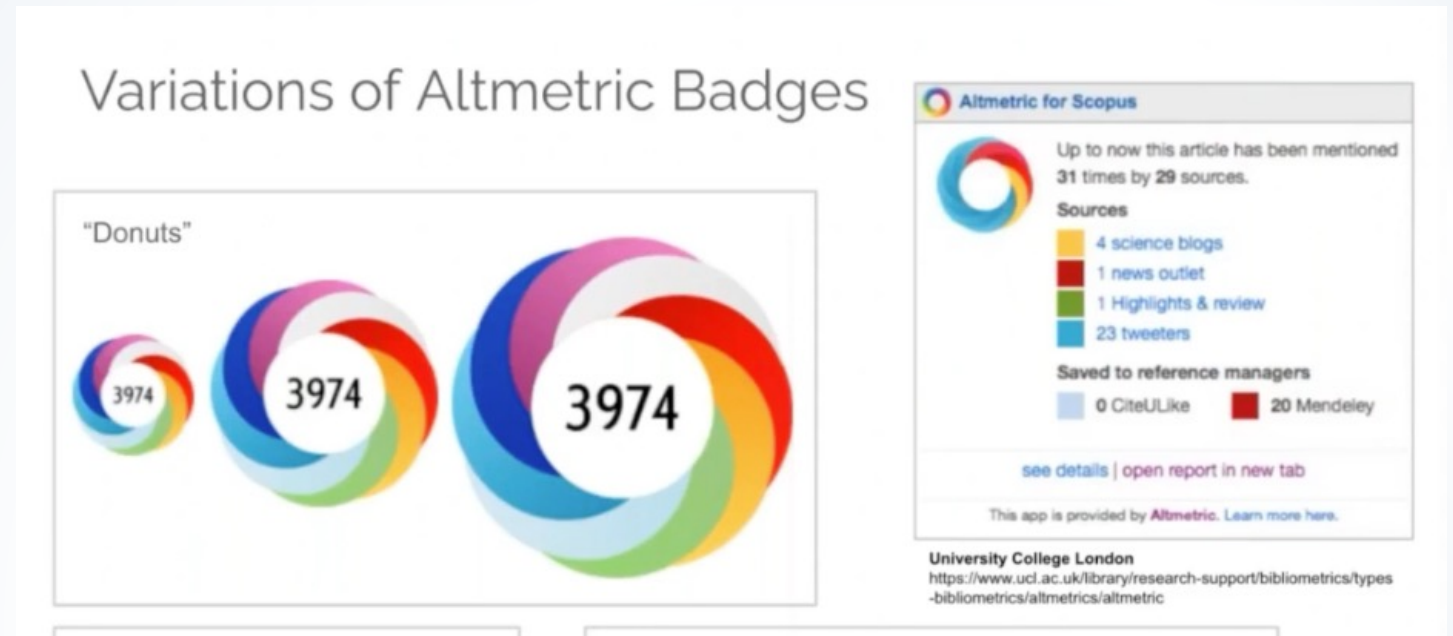 Variations of Altmetric Badges
“Donuts”
3974
3974
3974
Altmetric for Scopus
Up to now this article has been mentioned
31 times by 29 sources.
Sources
4 science blogs
1 news outlet
1 Highlights & review
23 tweeters
Saved to reference managers
0 CiteULike 20 Mendeley
see details | open report in new tab
This app is provided by Altmetric. Learn more here.
University College London
https://www.ucl.ac.uk/library/research-support/bibliometrics/types
-bibliometrics/altmetrics/altmetric